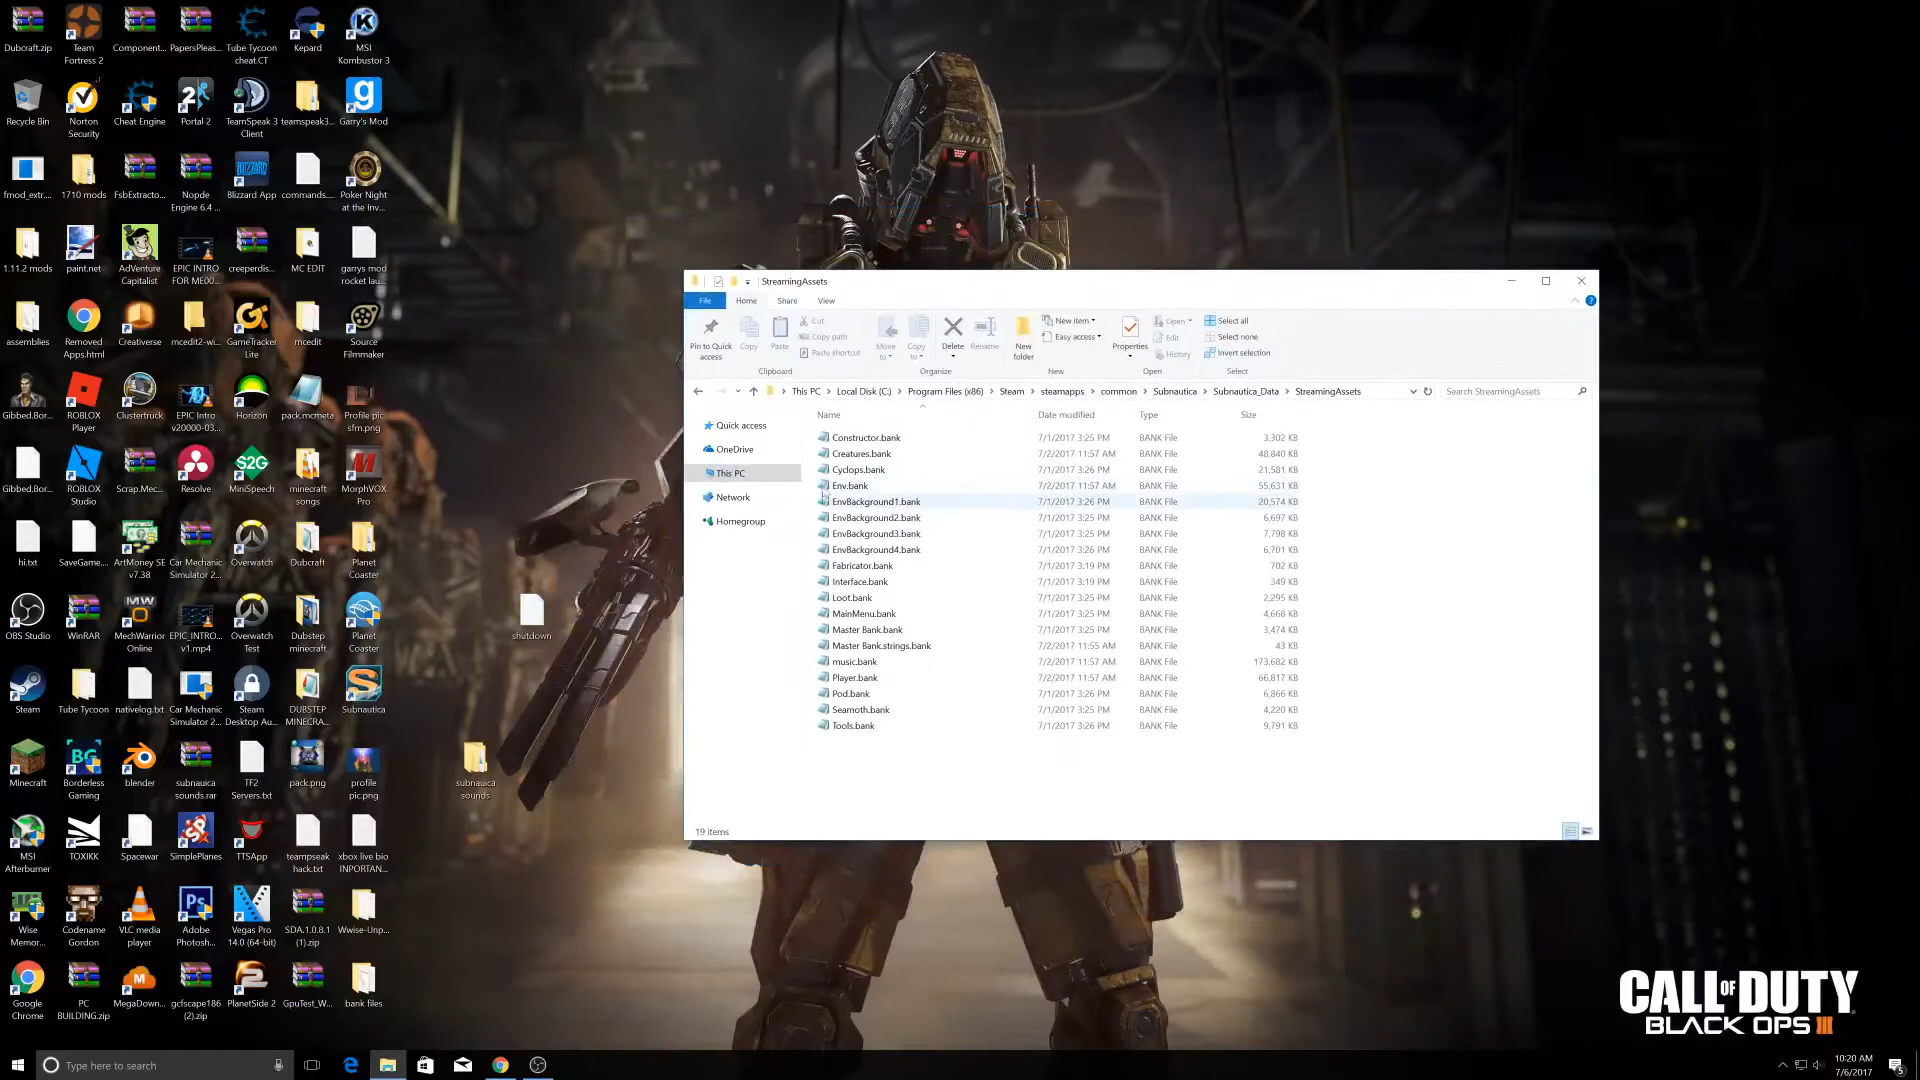 Dubcraft.zip
Team Fortress 2
Component...
PapersPleas...
Tube Tycoon cheat.CT
Kepard
MSI Kombustor 3
Recycle Bin
Norton Security
Cheat Engine
Portal 2
TeamSpeak 3 Client
teamspeak3...
Garry's Mod
fmod_extr...
1710 mods
FsbExtracto...
Nopde Engine 6.4 ...
Blizzard App
commands...
Poker Night at the Inv...
1.11.2 mods
paint.net
AdVenture Capitalist
EPIC INTRO FOR ME00...
creeperdis...
MC EDIT
garrys mod rocket lau...
assemblies
Removed Apps.html
Creativerse
mcedit2-wi...
GameTracker Lite
mcedit
Source Filmmaker
Gibbed.Bor...
ROBLOX Player
Clustertruck
EPIC Intro v20000-03...
Horizon
pack.mcmeta
Profile pic sfm.png
Gibbed.Bor...
ROBLOX Studio
Scrap.Mec...
Resolve
MiniSpeech
minecraft songs
MorphVOX Pro
hi.txt
SaveGame....
ArtMoney SE v7.38
Car Mechanic Simulator 2...
Overwatch
Dubcraft
Planet Coaster
OBS Studio
WinRAR
MechWarrior Online
EPIC_INTRO... v1.mp4
Overwatch Test
Dubstep minecraft
Planet Coaster
shutdown
Steam
Tube Tycoon
nativelog.txt
Car Mechanic Simulator 2...
Steam Desktop Au...
DUBSTEP MINECRA...
Subnautica
Minecraft
Borderless Gaming
blender
subnauica sounds.rar
TF2 Servers.txt
pack.png
profile pic.png
subnauica sounds
MSI Afterburner
TOXIKK
Spacewar
SimplePlanes
TTSApp
teampseak hack.txt
xbox live bio INPORTAN...
Wise Memor...
Codename Gordon
VLC media player
Adobe Photosh...
Vegas Pro 14.0 (64-bit)
SDA.1.0.8.1 (1).zip
Wwise-Unp...
Google Chrome
PC BUILDING.zip
MegaDown...
gcfscape186 (2).zip
PlanetSide 2
GpuTest_W...
bank files
StreamingAssets
File Home Share View
Pin to Quick access
Copy
Paste
Cut
Copy path
Paste shortcut
Clipboard
Move to
Copy to
Delete
Rename
Organize
New folder
New item
Easy access
New
Properties
Open
Edit
History
Open
Select all
Select none
Invert selection
Select
This PC > Local Disk (C:) > Program Files (x86) > Steam > steamapps > common > Subnautica > Subnautica_Data > StreamingAssets
Search StreamingAssets
Quick access
OneDrive
This PC
Network
Homegroup
Name Date modified Type Size
Constructor.bank 7/1/2017 3:25 PM BANK File 3,302 KB
Creatures.bank 7/2/2017 11:57 AM BANK File 48,840 KB
Cyclops.bank 7/1/2017 3:26 PM BANK File 21,581 KB
Env.bank 7/2/2017 11:57 AM BANK File 55,631 KB
EnvBackground1.bank 7/1/2017 3:26 PM BANK File 20,574 KB
EnvBackground2.bank 7/1/2017 3:25 PM BANK File 6,697 KB
EnvBackground3.bank 7/1/2017 3:25 PM BANK File 7,798 KB
EnvBackground4.bank 7/1/2017 3:26 PM BANK File 6,701 KB
Fabricator.bank 7/1/2017 3:19 PM BANK File 702 KB
Interface.bank 7/1/2017 3:19 PM BANK File 349 KB
Loot.bank 7/1/2017 3:25 PM BANK File 2,295 KB
MainMenu.bank 7/1/2017 3:25 PM BANK File 4,668 KB
Master Bank.bank 7/1/2017 3:25 PM BANK File 3,474 KB
Master Bank.strings.bank 7/2/2017 11:55 AM BANK File 43 KB
music.bank 7/2/2017 11:57 AM BANK File 173,682 KB
Player.bank 7/2/2017 11:57 AM BANK File 66,817 KB
Pod.bank 7/1/2017 3:26 PM BANK File 6,866 KB
Seamoth.bank 7/1/2017 3:25 PM BANK File 4,220 KB
Tools.bank 7/1/2017 3:26 PM BANK File 9,791 KB
19 items
CALL OF DUTY
BLACK OPS III
Type here to search
10:20 AM
7/6/2017